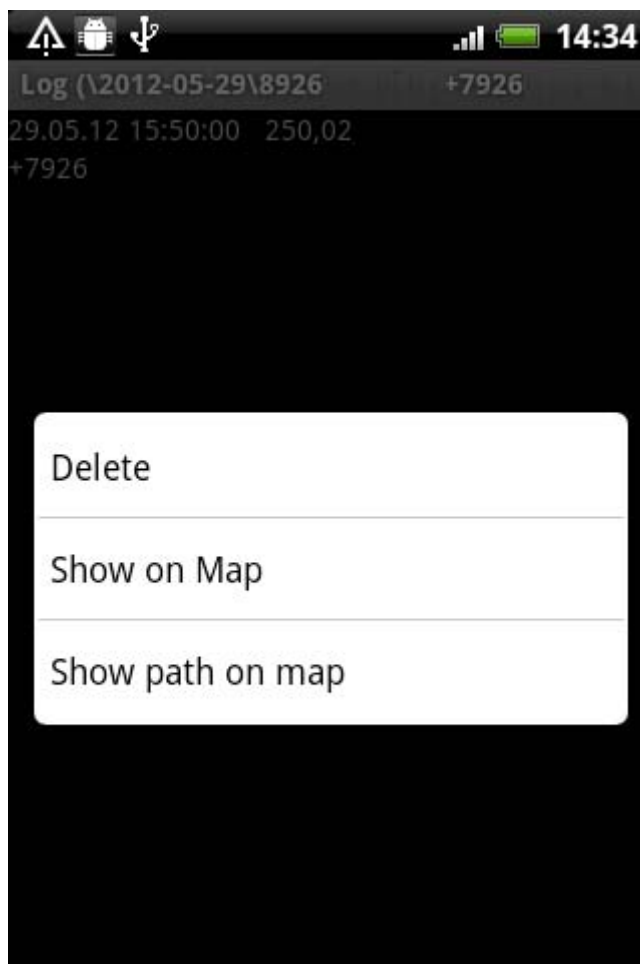 14:34
Log (\2012-05-29\8926 +7926
29.05.12 15:50:00 250,02
+7926
Delete
Show on Map
Show path on map